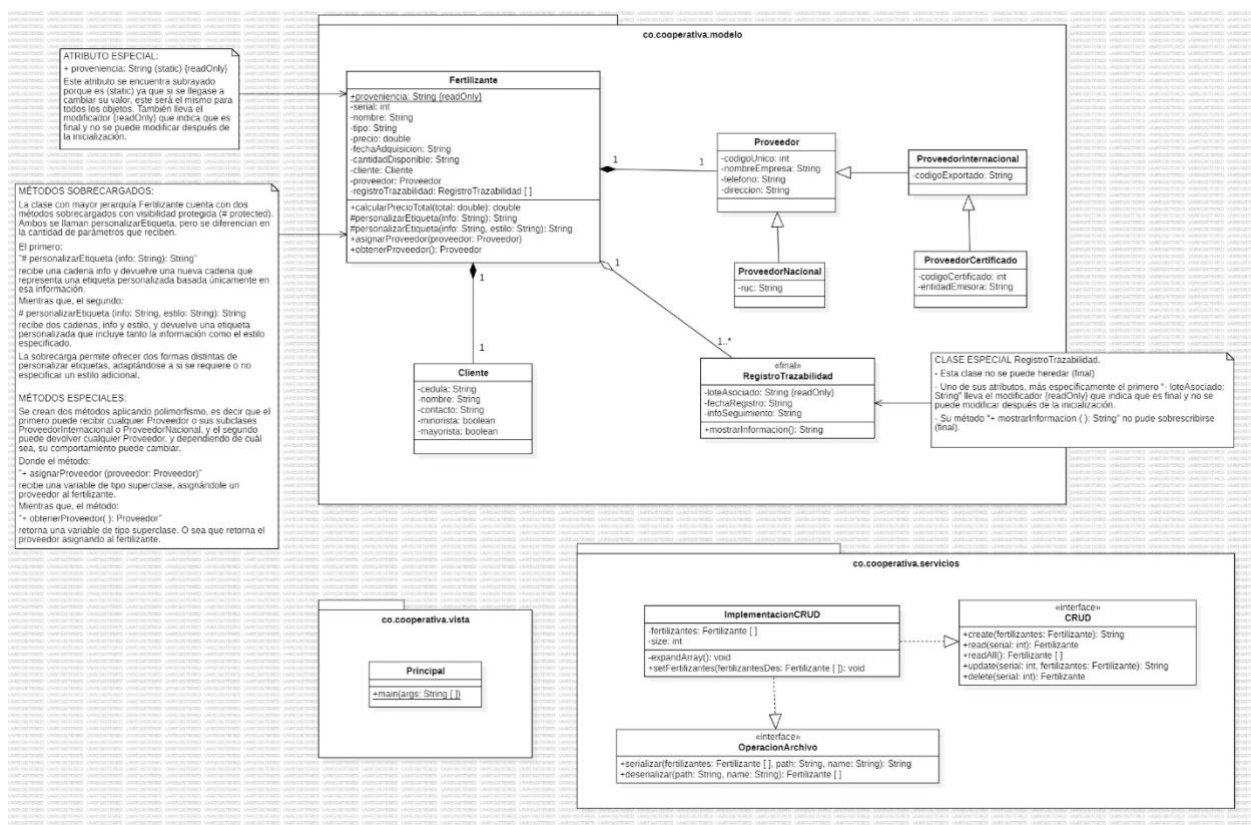 co.cooperativa.modelo
ATRIBUTO ESPECIAL:
+ proveniencia: String (static) {readOnly}
Este atributo se encuentra subrayado
porque es (static) ya que si se llegase a
cambiar su valor, este será el mismo para
todos los objetos. También lleva el
modificador {readOnly} que indica que es
final y no se puede modificar después de
la inicialización.
Fertilizante
+proveniencia: String {readOnly}
-serial: int
-nombre: String
-tipo: String
-precio: double
-fechaAdquisicion: String
-cantidadDisponible: String
-cliente: Cliente
-proveedor: Proveedor
-registroTrazabilidad: RegistroTrazabilidad [ ]
+calcularPrecioTotal(total: double): double
#personalizarEtiqueta(info: String): String
#personalizarEtiqueta(info: String, estilo: String): String
+asignarProveedor(proveedor: Proveedor)
+obtenerProveedor(): Proveedor
1
1
Proveedor
-codigoUnico: int
-nombreEmpresa: String
-telefono: String
-direccion: String
ProveedorInternacional
-codigoExportado: String
ProveedorNacional
-ruc: String
ProveedorCertificado
-codigoCertificado: int
-entidadEmisora: String
MÉTODOS SOBRECARGADOS:
La clase con mayor jerarquía Fertilizante cuenta con dos
métodos sobrecargados con visibilidad protegida (# protected).
Ambos se llaman personalizarEtiqueta, pero se diferencian en
la cantidad de parámetros que reciben.
El primero:
"# personalizarEtiqueta (info: String): String"
recibe una cadena info y devuelve una nueva cadena que
representa una etiqueta personalizada basada únicamente en
esa información.
Mientras que, el segundo:
# personalizarEtiqueta (info: String, estilo: String): String
recibe dos cadenas, info y estilo, y devuelve una etiqueta
personalizada que incluye tanto la información como el estilo
especificado.
La sobrecarga permite ofrecer dos formas distintas de
personalizar etiquetas, adaptándose a si se requiere o no
especificar un estilo adicional.
MÉTODOS ESPECIALES:
Se crean dos métodos aplicando polimorfismo, es decir que el
primero puede recibir cualquier Proveedor o sus subclases
ProveedorInternacional o ProveedorNacional, y el segundo
puede devolver cualquier Proveedor, y dependiendo de cuál
sea, su comportamiento puede cambiar.
Donde el método:
"+ asignarProveedor (proveedor: Proveedor)"
recibe una variable de tipo superclase, asignándole un
proveedor al fertilizante.
Mientras que, el método:
"+ obtenerProveedor( ): Proveedor"
retorna una variable de tipo superclase. O sea que retorna el
proveedor asignando al fertilizante.
1
1
Cliente
-cedula: String
-nombre: String
-contacto: String
-minorista: boolean
-mayorista: boolean
1
1..*
«final»
RegistroTrazabilidad
-loteAsociado: String {readOnly}
-fechaRegistro: String
-infoSeguimiento: String
+mostrarInformacion(): String
CLASE ESPECIAL RegistroTrazabilidad.
- Esta clase no se puede heredar (final)
- Uno de sus atributos, más específicamente el primero "- loteAsociado:
String" lleva el modificador {readOnly} que indica que es final y no se
puede modificar después de la inicialización.
- Su método "+ mostrarInformacion ( ): String" no pude sobrescribirse
(final).
co.cooperativa.vista
Principal
+main(args: String [ ])
co.cooperativa.servicios
ImplementacionCRUD
-fertilizantes: Fertilizante [ ]
-size: int
-expandArray(): void
+setFertilizantes(fertilizantesDes: Fertilizante [ ]): void
«interface»
CRUD
+create(fertilizantes: Fertilizante): String
+read(serial: int): Fertilizante
+readAll(): Fertilizante [ ]
+update(serial: int, fertilizantes: Fertilizante): String
+delete(serial: int): Fertilizante
«interface»
OperacionArchivo
+serializar(fertilizantes: Fertilizante [ ], path: String, name: String): String
+deserializar(path: String, name: String): Fertilizante [ ]